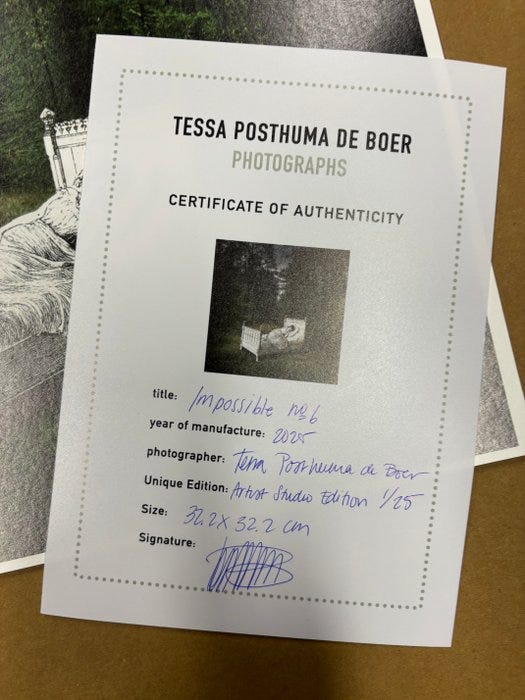 TESSA POSTHUMA DE BOER
PHOTOGRAPHS
CERTIFICATE OF AUTHENTICITY
title: Impossible no 6
year of manufacture: 2025
photographer: Tessa Posthuma de Boer
Unique Edition: Artist Studio Edition 1/25
Size: 32.2 x 32.2 cm
Signature: